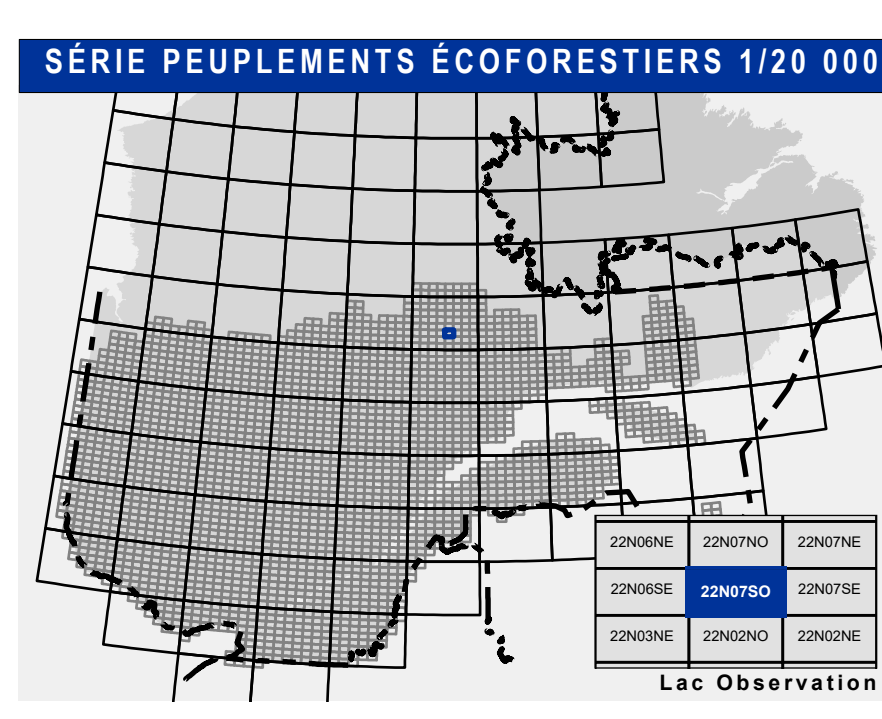 SÉRIE PEUPLEMENTS ÉCOFORESTIERS 1/20 000
22N06NE 22N07NO 22N07NE
22N06SE 22N07SO 22N07SE
22N03NE 22N02NO 22N02NE
Lac Observation